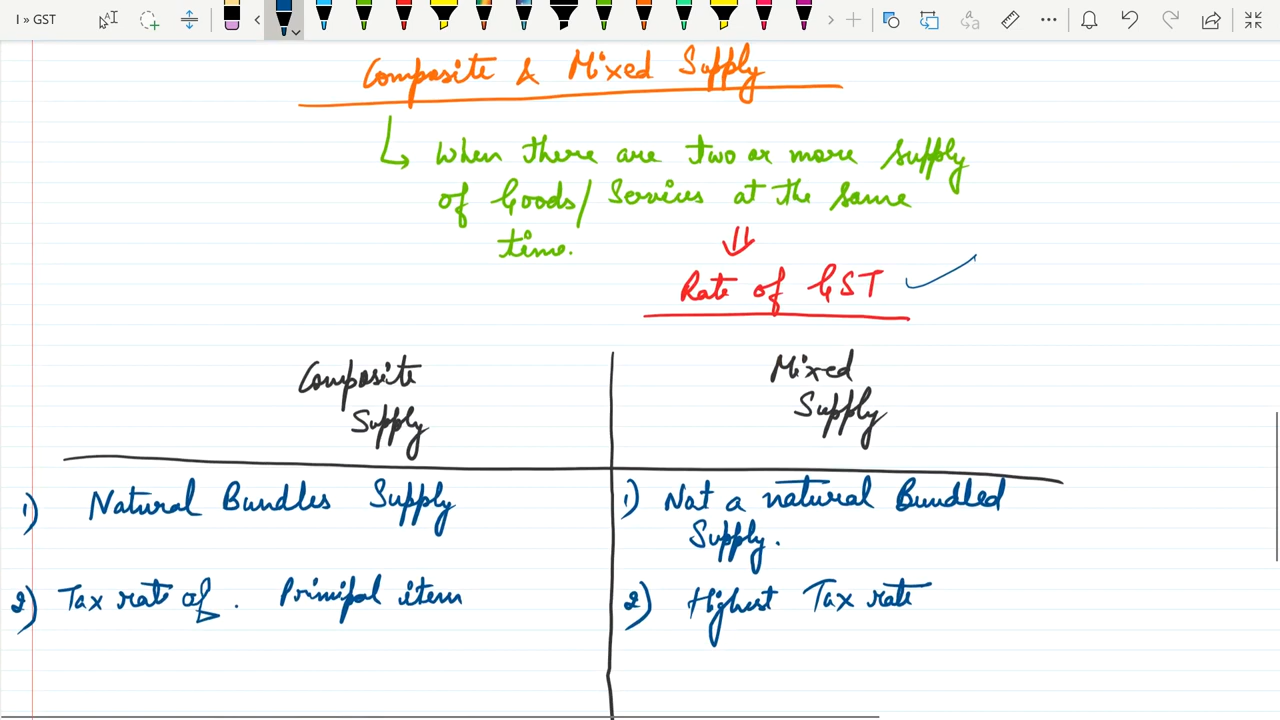 I » GST
Composite & Mixed Supply
When there are two or more supply
of Goods/ Services at the same
time.
Rate of GST
Composite
Supply
Mixed
Supply
1) Natural Bundles Supply
1) Not a natural Bundled
Supply.
2) Tax rate of. Principal item
2) Highest Tax rate